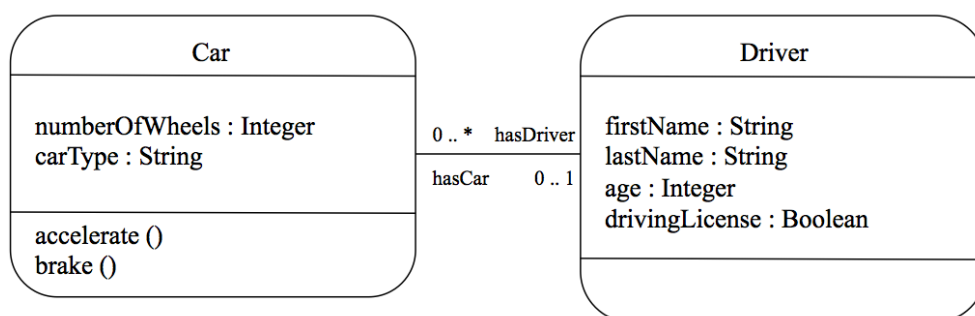 Car
numberOfWheels : Integer
carType : String
accelerate ()
brake ()
0 .. * hasDriver
hasCar 0 .. 1
Driver
firstName : String
lastName : String
age : Integer
drivingLicense : Boolean